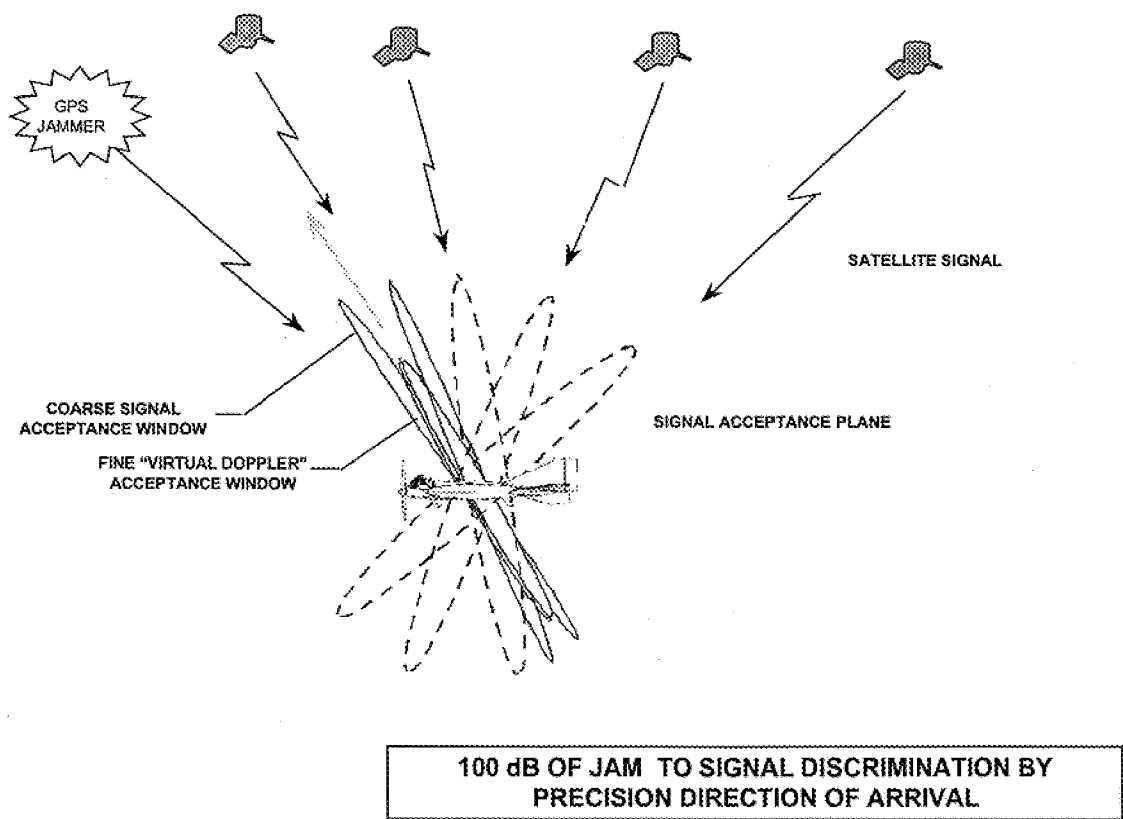 GPS
JAMMER
SATELLITE SIGNAL
COARSE SIGNAL
ACCEPTANCE WINDOW
SIGNAL ACCEPTANCE PLANE
FINE "VIRTUAL DOPPLER"
ACCEPTANCE WINDOW
100 dB OF JAM TO SIGNAL DISCRIMINATION BY
PRECISION DIRECTION OF ARRIVAL